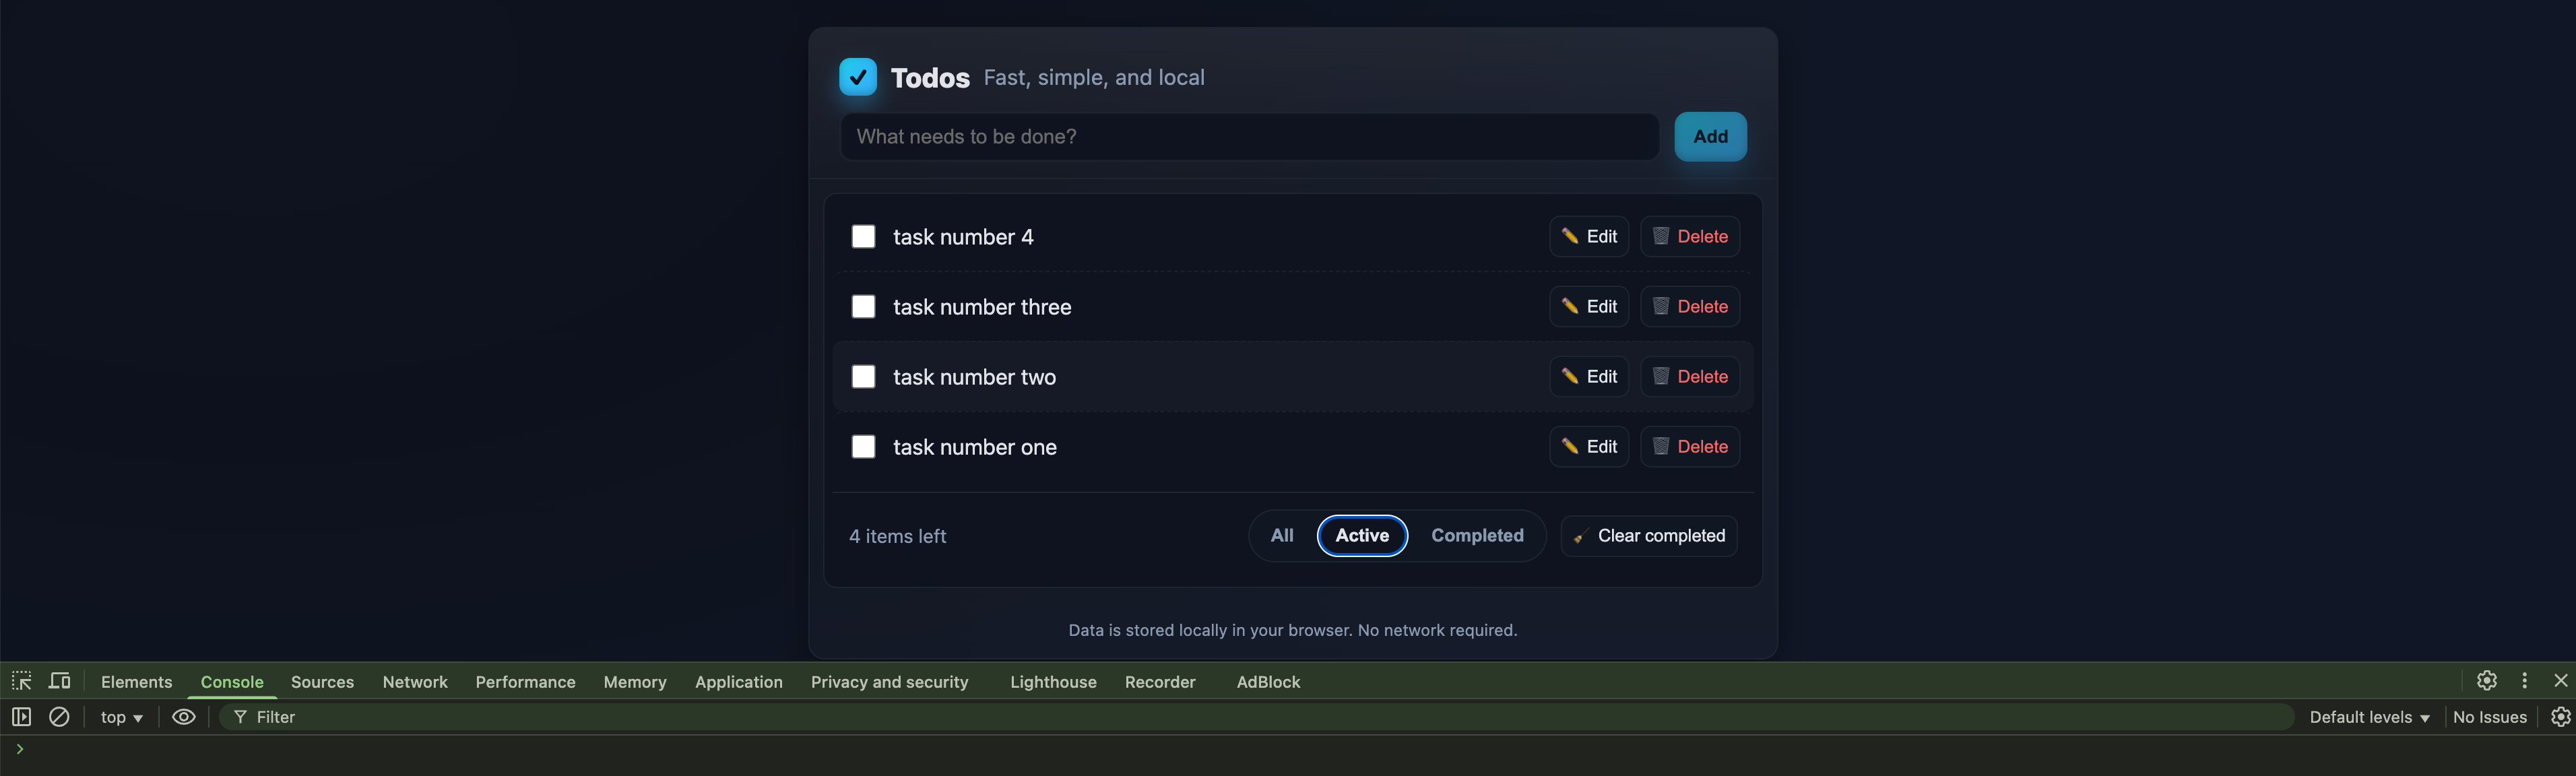 Todos Fast, simple, and local
What needs to be done?
Add
task number 4
Edit
Delete
task number three
Edit
Delete
task number two
Edit
Delete
task number one
Edit
Delete
4 items left
All
Active
Completed
Clear completed
Data is stored locally in your browser. No network required.
Elements
Console
Sources
Network
Performance
Memory
Application
Privacy and security
Lighthouse
Recorder
AdBlock
top
Filter
Default levels
No Issues